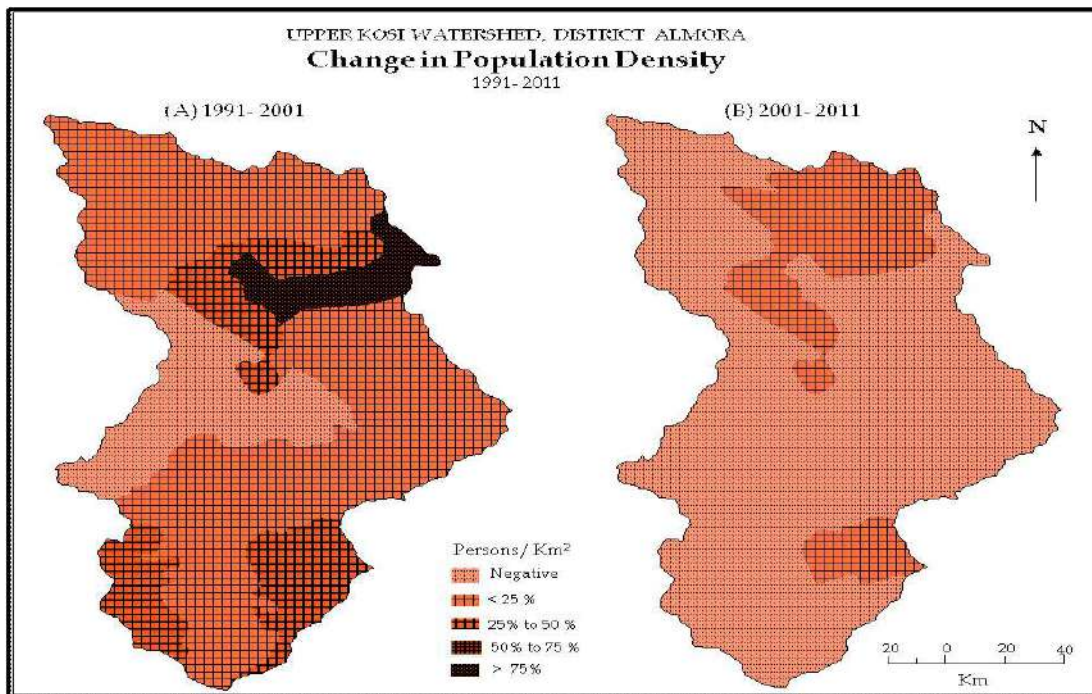 UPPER KOSI WATERSHED, DISTRICT ALMORA
Change in Population Density
1991- 2011
(A) 1991- 2001
(B) 2001- 2011
N
Persons/ Km²
Negative
< 25 %
25% to 50 %
50% to 75 %
> 75%
20 0 20 40
Km